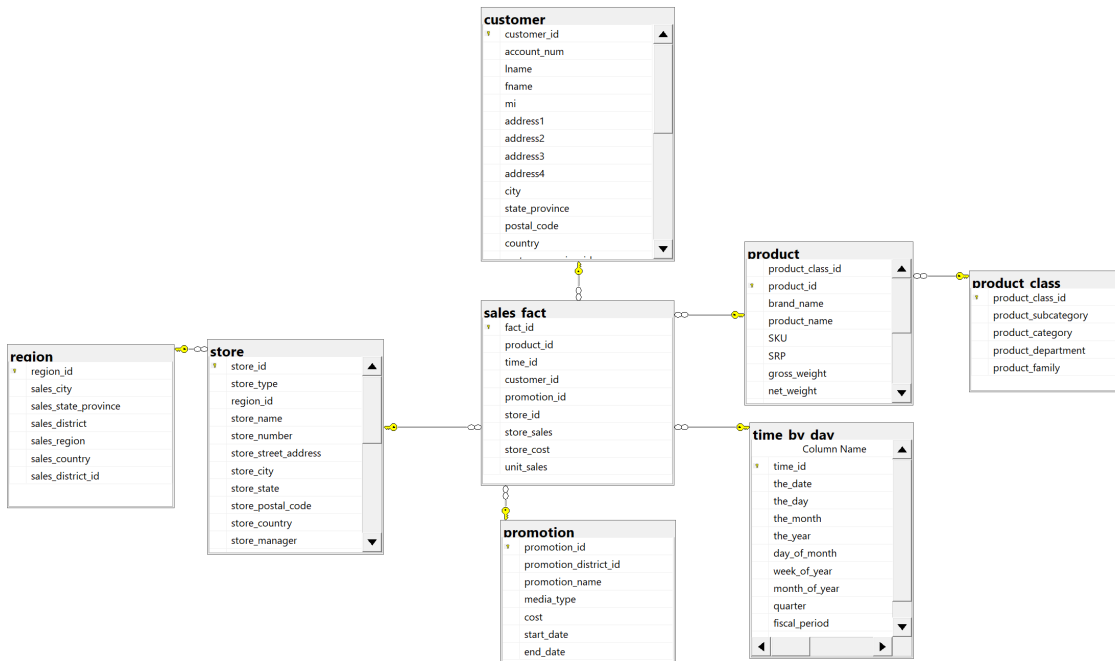 customer
customer_id
account_num
lname
fname
mi
address1
address2
address3
address4
city
state_province
postal_code
country
product
product_class_id
product_id
brand_name
product_name
SKU
SRP
gross_weight
net_weight
product_class
product_class_id
product_subcategory
product_category
product_department
product_family
sales_fact
fact_id
product_id
time_id
customer_id
promotion_id
store_id
store_sales
store_cost
unit_sales
region
region_id
sales_city
sales_state_province
sales_district
sales_region
sales_country
sales_district_id
store
store_id
store_type
region_id
store_name
store_number
store_street_address
store_city
store_state
store_postal_code
store_country
store_manager
time_by_day
Column Name
time_id
the_date
the_day
the_month
the_year
day_of_month
week_of_year
month_of_year
quarter
fiscal_period
promotion
promotion_id
promotion_district_id
promotion_name
media_type
cost
start_date
end_date